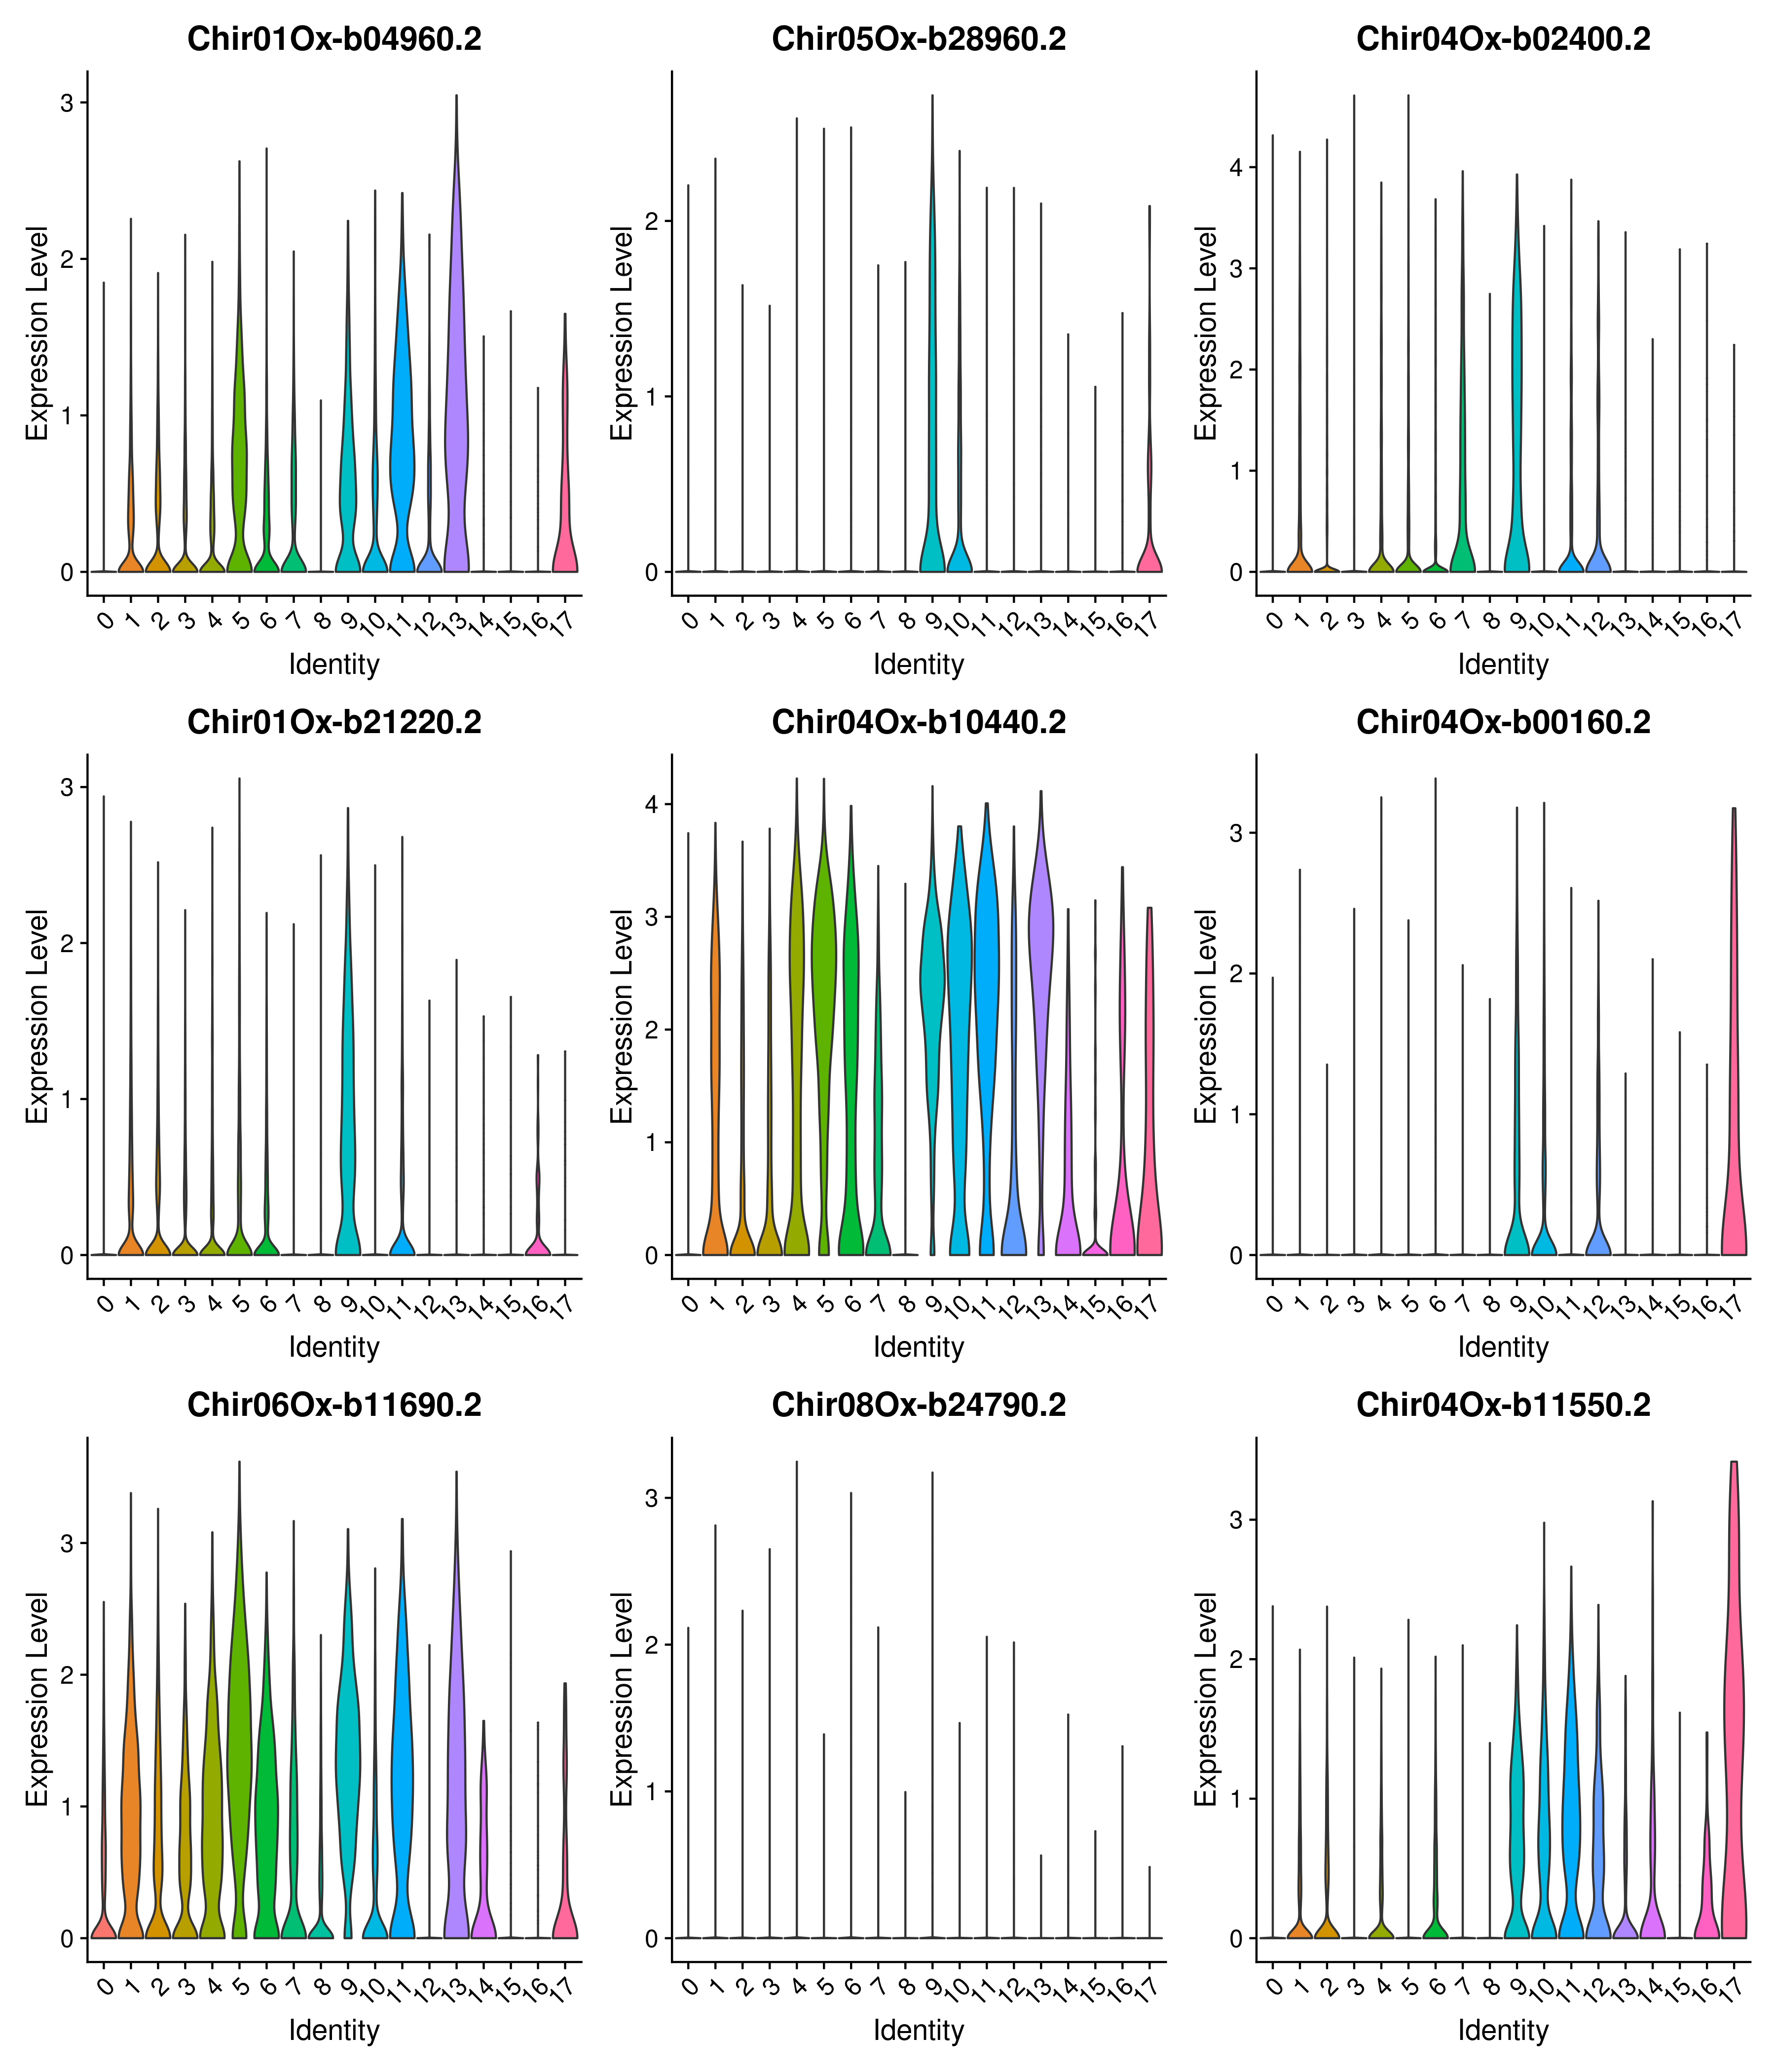 Chir01Ox-b04960.2 Chir05Ox-b28960.2 Chir04Ox-b02400.2
Expression Level Expression Level Expression Level
3 2 1 0
2 1 0
4 3 2 1 0
0 1 2 3 4 5 6 7 8 9 10 11 12 13 14 15 16 17
0 1 2 3 4 5 6 7 8 9 10 11 12 13 14 15 16 17
0 1 2 3 4 5 6 7 8 9 10 11 12 13 14 15 16 17
Identity Identity Identity
Chir01Ox-b21220.2 Chir04Ox-b10440.2 Chir04Ox-b00160.2
Expression Level Expression Level Expression Level
3 2 1 0
4 3 2 1 0
3 2 1 0
0 1 2 3 4 5 6 7 8 9 10 11 12 13 14 15 16 17
0 1 2 3 4 5 6 7 8 9 10 11 12 13 14 15 16 17
0 1 2 3 4 5 6 7 8 9 10 11 12 13 14 15 16 17
Identity Identity Identity
Chir06Ox-b11690.2 Chir08Ox-b24790.2 Chir04Ox-b11550.2
Expression Level Expression Level Expression Level
3 2 1 0
3 2 1 0
3 2 1 0
0 1 2 3 4 5 6 7 8 9 10 11 12 13 14 15 16 17
0 1 2 3 4 5 6 7 8 9 10 11 12 13 14 15 16 17
0 1 2 3 4 5 6 7 8 9 10 11 12 13 14 15 16 17
Identity Identity Identity